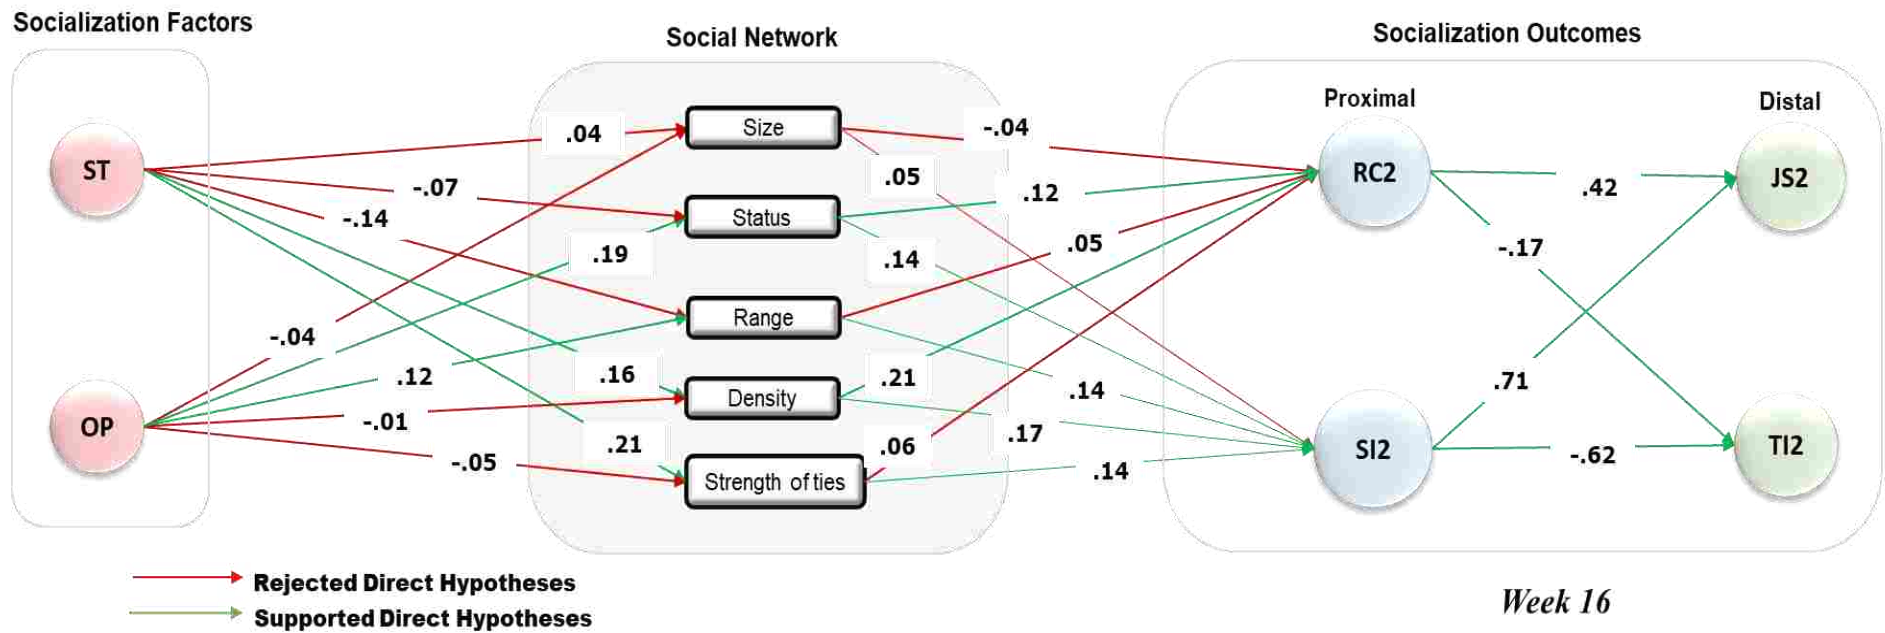 Socialization Factors
Social Network
Socialization Outcomes
Proximal
Distal
ST
OP
.04
-.07
-.14
.19
-.04
.12
.16
-.01
.21
-.05
Size
Status
Range
Density
Strength of ties
-.04
.05
.12
.14
.05
.21
.14
.06
.17
.14
RC2
SI2
.42
-.17
.71
-.62
JS2
TI2
Rejected Direct Hypotheses
Supported Direct Hypotheses
Week 16